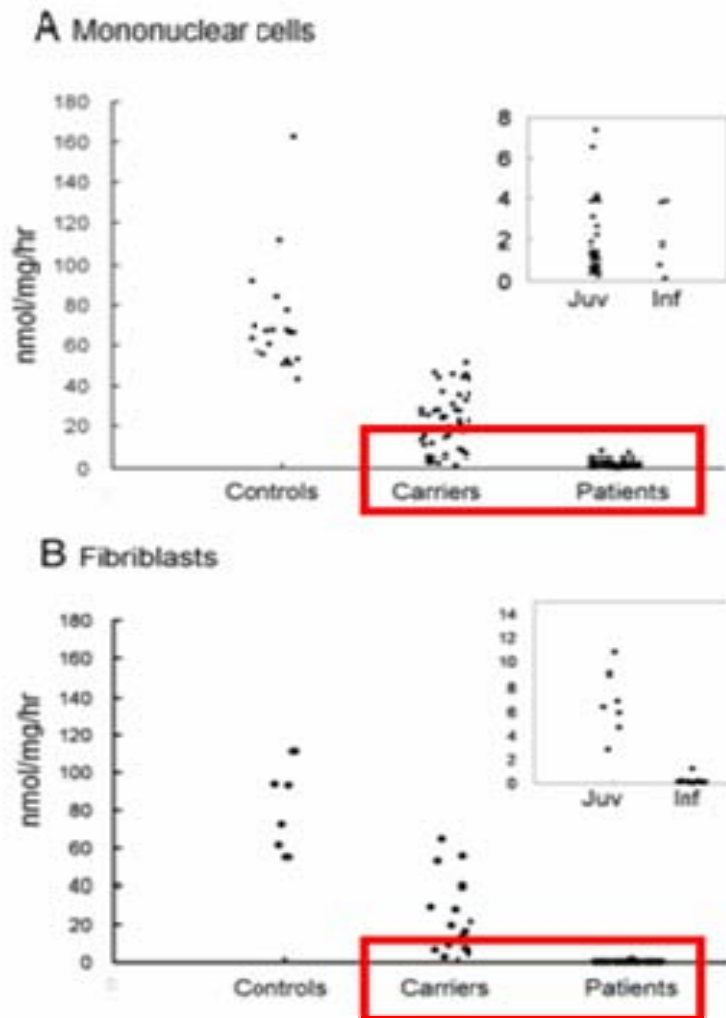 A Mononuclear cells
nmol/mg/hr
180
160
140
120
100
80
60
40
20
0
Controls
Carriers
Patients
8
6
4
2
0
Juv
Inf
B Fibriblasts
nmol/mg/hr
180
160
140
120
100
80
60
40
20
0
Controls
Carriers
Patients
14
12
10
8
6
4
2
0
Juv
Inf